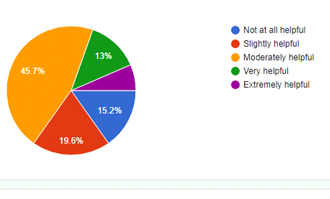 Not at all helpful
Slightly helpful
Moderately helpful
Very helpful
Extremely helpful
13%
45.7%
15.2%
19.6%